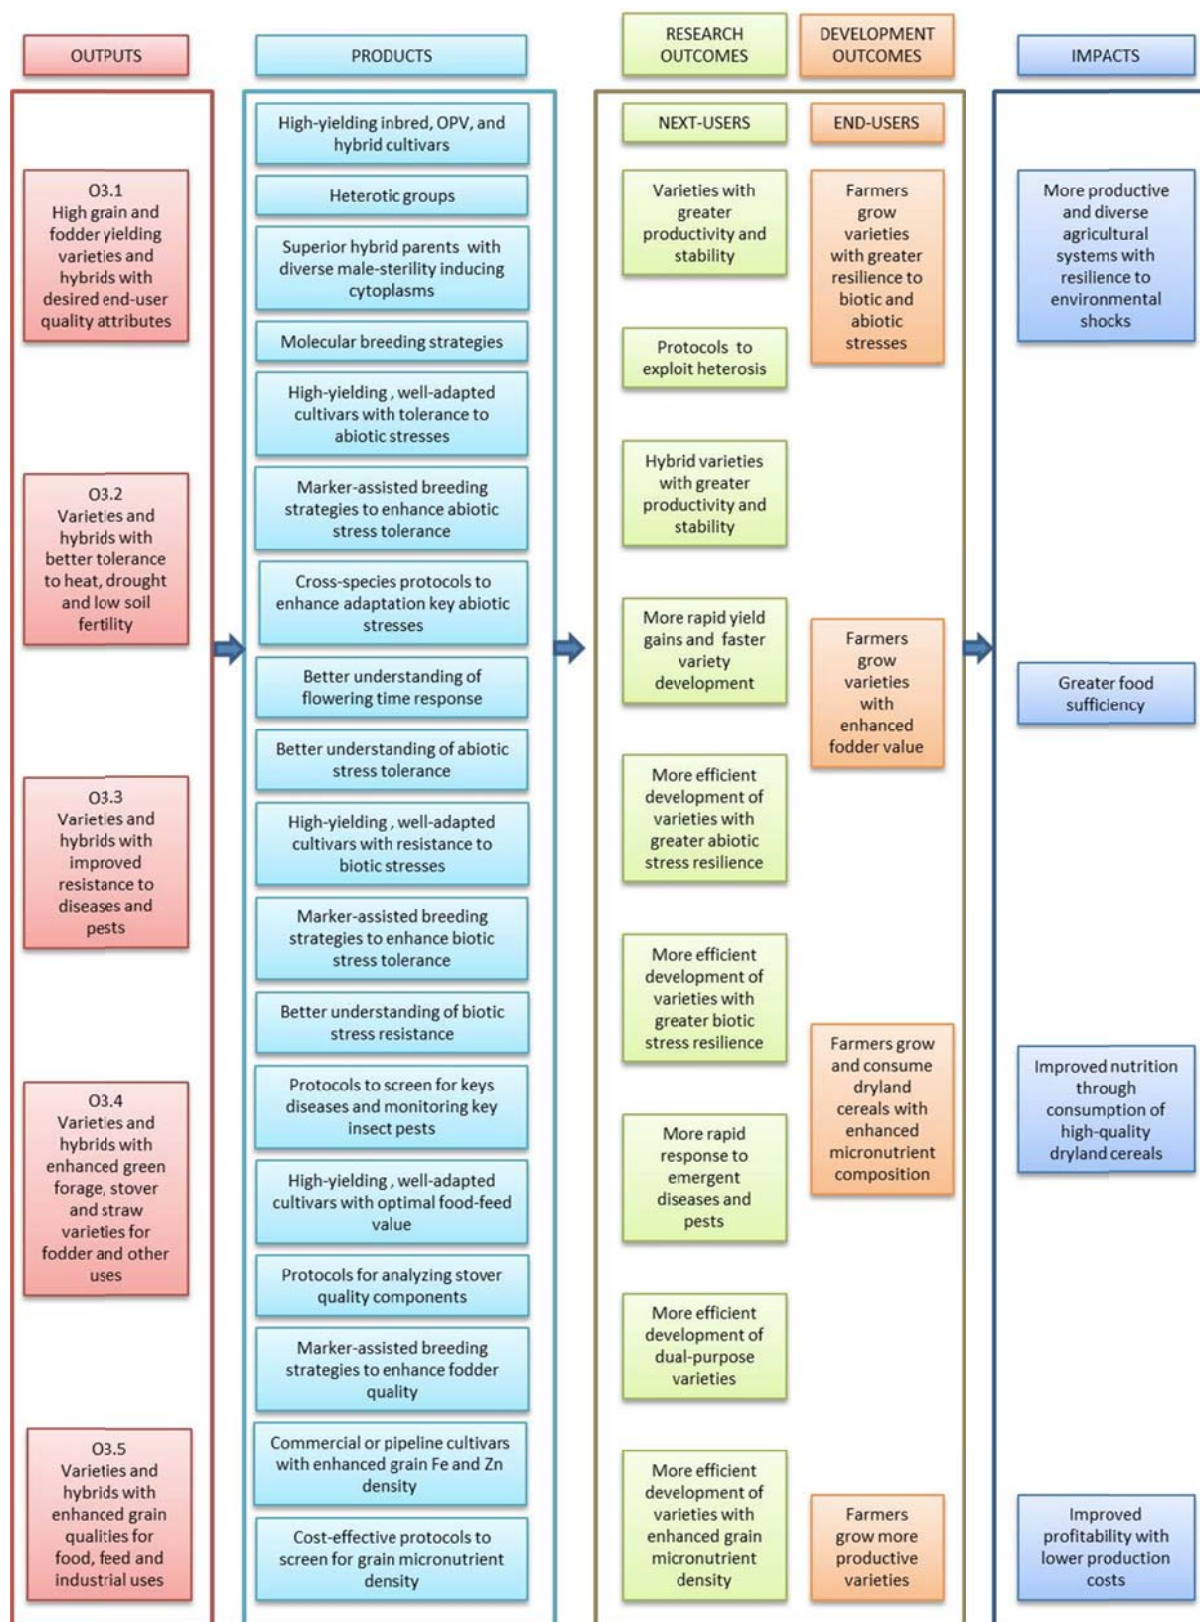 OUTPUTS
PRODUCTS
RESEARCH
OUTCOMES
DEVELOPMENT
OUTCOMES
IMPACTS
O3.1
High grain and
fodder yielding
varieties and
hybrids with
desired end-user
quality attributes
O3.2
Varieties and
hybrids with
better tolerance
to heat, drought
and low soil
fertility
O3.3
Varieties and
hybrids with
improved
resistance to
diseases and
pests
O3.4
Varieties and
hybrids with
enhanced green
forage, stover
and straw
varieties for
fodder and other
uses
O3.5
Varieties and
hybrids with
enhanced grain
qualities for
food, feed and
industrial uses
High-yielding inbred, OPV, and
hybrid cultivars
Heterotic groups
Superior hybrid parents with
diverse male-sterility inducing
cytoplasms
Molecular breeding strategies
High-yielding , well-adapted
cultivars with tolerance to
abiotic stresses
Marker-assisted breeding
strategies to enhance abiotic
stress tolerance
Cross-species protocols to
enhance adaptation key abiotic
stresses
Better understanding of
flowering time response
Better understanding of abiotic
stress tolerance
High-yielding , well-adapted
cultivars with resistance to
biotic stresses
Marker-assisted breeding
strategies to enhance biotic
stress tolerance
Better understanding of biotic
stress resistance
Protocols to screen for keys
diseases and monitoring key
insect pests
High-yielding , well-adapted
cultivars with optimal food-feed
value
Protocols for analyzing stover
quality components
Marker-assisted breeding
strategies to enhance fodder
quality
Commercial or pipeline cultivars
with enhanced grain Fe and Zn
density
Cost-effective protocols to
screen for grain micronutrient
density
NEXT-USERS
Varieties with
greater
productivity and
stability
Protocols to
exploit heterosis
Hybrid varieties
with greater
productivity and
stability
More rapid yield
gains and faster
variety
development
More efficient
development of
varieties with
greater abiotic
stress resilience
More efficient
development of
varieties with
greater biotic
stress resilience
More rapid
response to
emergent
diseases and
pests
More efficient
development of
dual-purpose
varieties
More efficient
development of
varieties with
enhanced grain
micronutrient
density
END-USERS
Farmers
grow
varieties
with greater
resilience to
biotic and
abiotic
stresses
Farmers
grow
varieties
with
enhanced
fodder value
Farmers grow
and consume
dryland
cereals with
enhanced
micronutrient
composition
Farmers
grow more
productive
varieties
More productive
and diverse
agricultural
systems with
resilience to
environmental
shocks
Greater food
sufficiency
Improved nutrition
through
consumption of
high-quality
dryland cereals
Improved
profitability with
lower production
costs